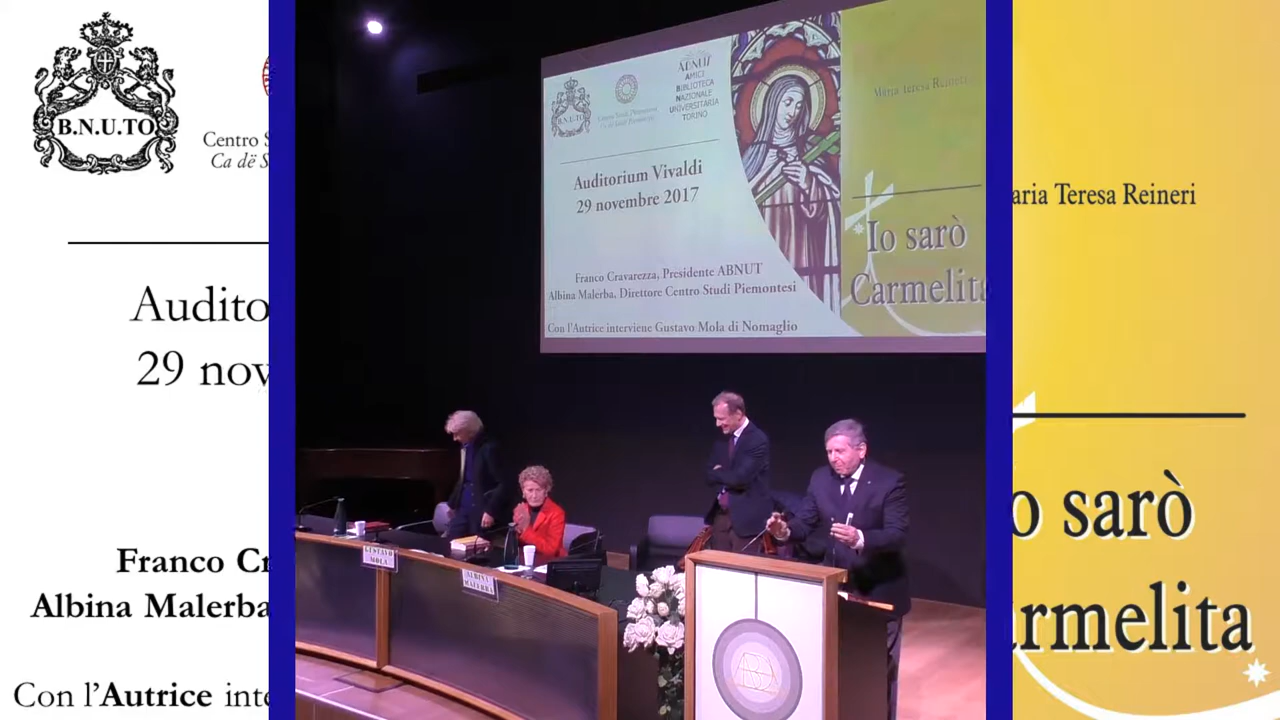 B.N.U.TO
Centro S
Ca dë S
Audito
29 nov
Franco Cr
Albina Malerba
Con l'Autrice inte
ABNUT
AMICI
BIBLIOTECA
NAZIONALE
UNIVERSITARIA
TORINO
B.N.U.TO
Centro Studi Piemontesi
Ca dë Studi Piemontèis
Auditorium Vivaldi
29 novembre 2017
Franco Cravarezza, Presidente ABNUT
Albina Malerba, Direttore Centro Studi Piemontesi
Con l'Autrice interviene Gustavo Mola di Nomaglio
Maria Teresa Reineri
Io sarò
Carmelita
GUSTAVO
MOLA
ALBINA
MALERBA
aria Teresa Reineri
o sarò
armelita